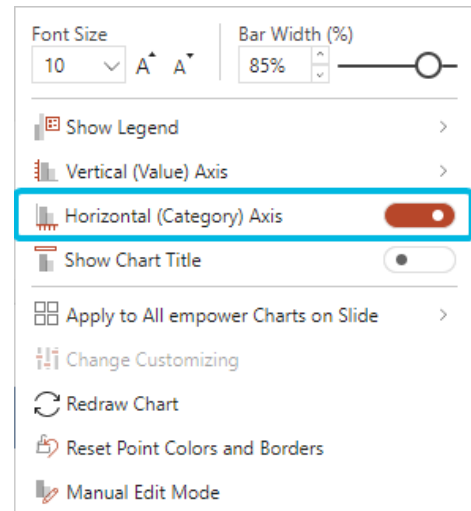 Font Size
Bar Width (%)
10
A A
85%
Show Legend
Vertical (Value) Axis
Horizontal (Category) Axis
Show Chart Title
Apply to All empower Charts on Slide
Change Customizing
Redraw Chart
Reset Point Colors and Borders
Manual Edit Mode